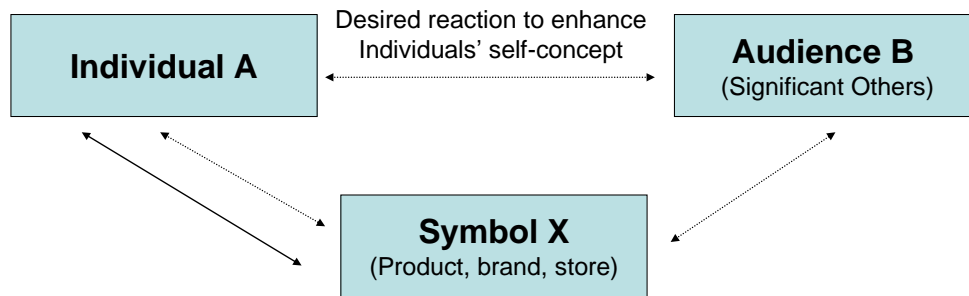 Desired reaction to enhance
Individuals’ self-concept
Individual A
Audience B
(Significant Others)
Symbol X
(Product, brand, store)